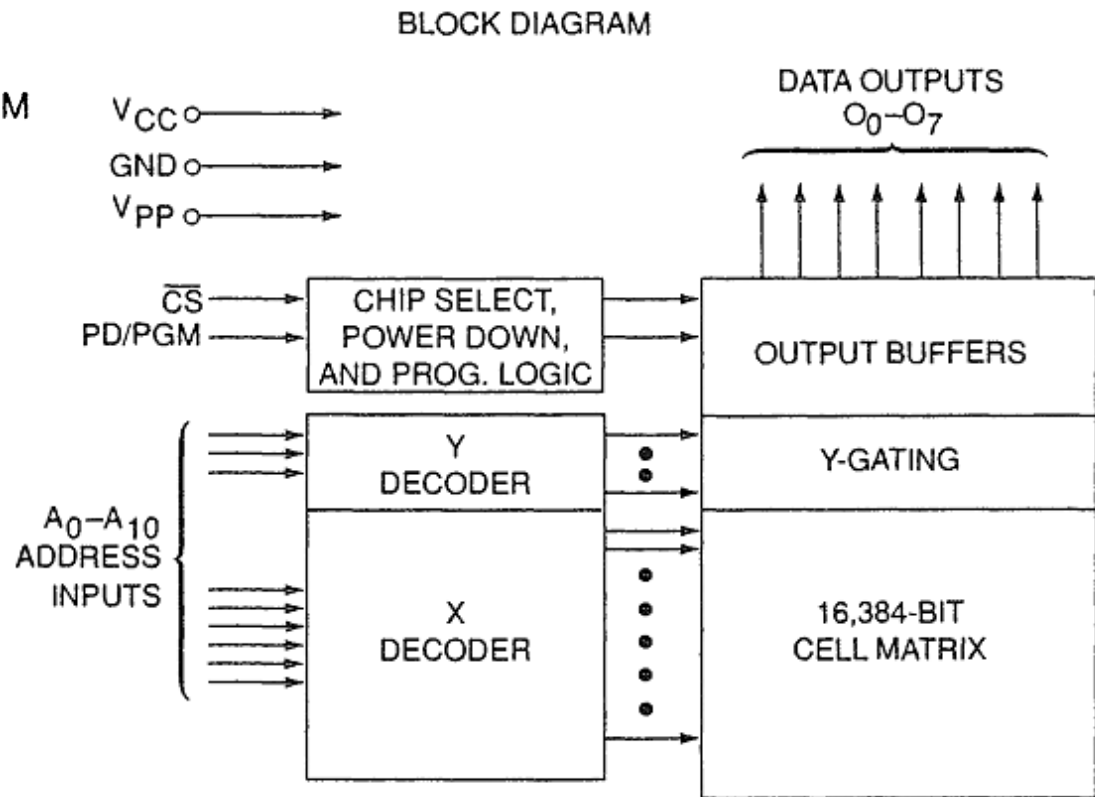 BLOCK DIAGRAM
M
VCC
GND
VPP
DATA OUTPUTS
O0–O7
C̅S̅
PD/PGM
CHIP SELECT,
POWER DOWN,
AND PROG. LOGIC
OUTPUT BUFFERS
Y
DECODER
Y-GATING
A0–A10
ADDRESS
INPUTS
X
DECODER
16,384-BIT
CELL MATRIX